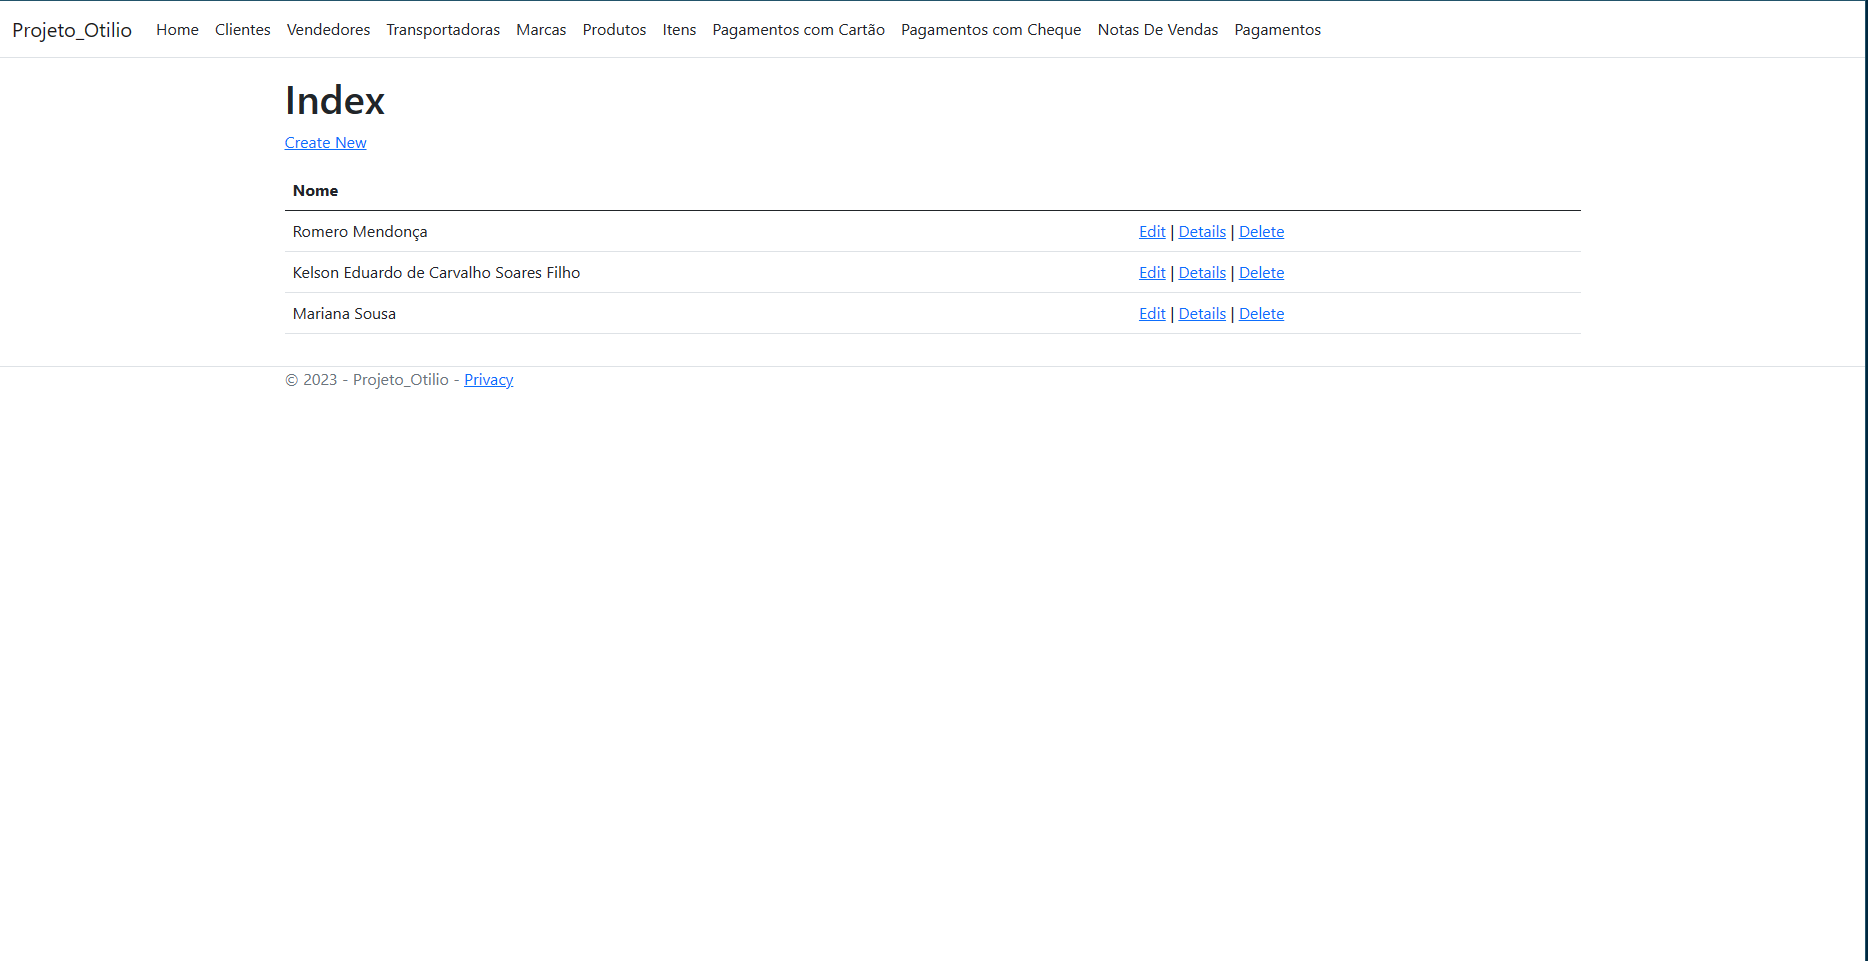 Projeto_Otilio Home Clientes Vendedores Transportadoras Marcas Produtos Itens Pagamentos com Cartão Pagamentos com Cheque Notas De Vendas Pagamentos
Index
Create New
Nome
Romero Mendonça Edit | Details | Delete
Kelson Eduardo de Carvalho Soares Filho Edit | Details | Delete
Mariana Sousa Edit | Details | Delete
© 2023 - Projeto_Otilio - Privacy